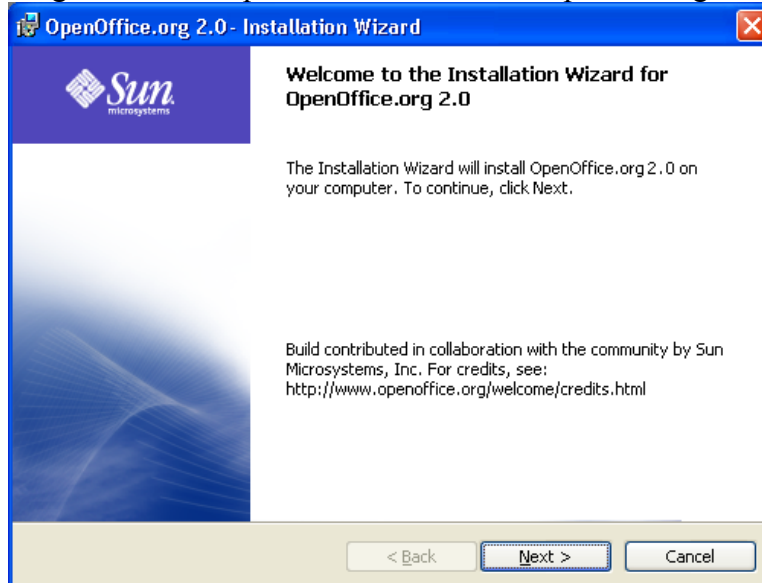 OpenOffice.org 2.0 - Installation Wizard
Sun
microsystems
Welcome to the Installation Wizard for
OpenOffice.org 2.0
The Installation Wizard will install OpenOffice.org 2.0 on
your computer. To continue, click Next.
Build contributed in collaboration with the community by Sun
Microsystems, Inc. For credits, see:
http://www.openoffice.org/welcome/credits.html
< Back
Next >
Cancel